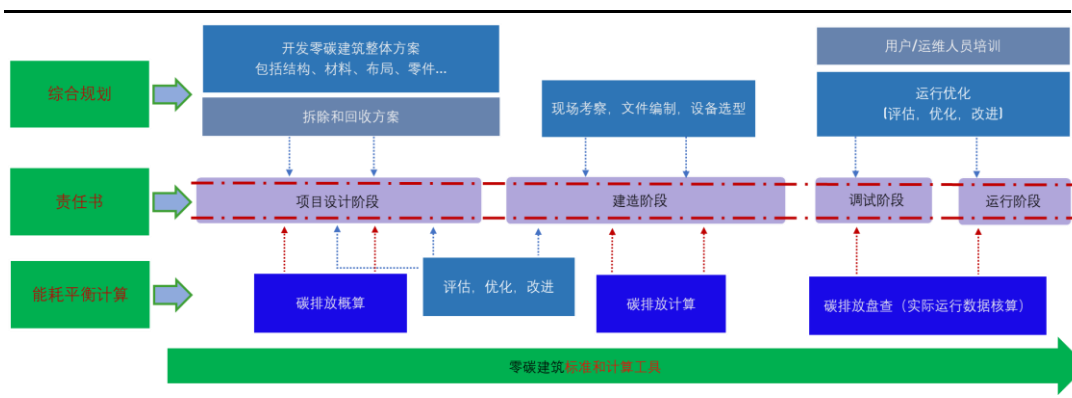 开发零碳建筑整体方案
包括结构、材料、布局、零件...
用户/运维人员培训
综合规划
拆除和回收方案
现场考察，文件编制，设备选型
运行优化
(评估，优化，改进)
责任书
项目设计阶段
建造阶段
调试阶段
运行阶段
能耗平衡计算
碳排放概算
评估，优化，改进
碳排放计算
碳排放盘查（实际运行数据核算）
零碳建筑标准和计算工具